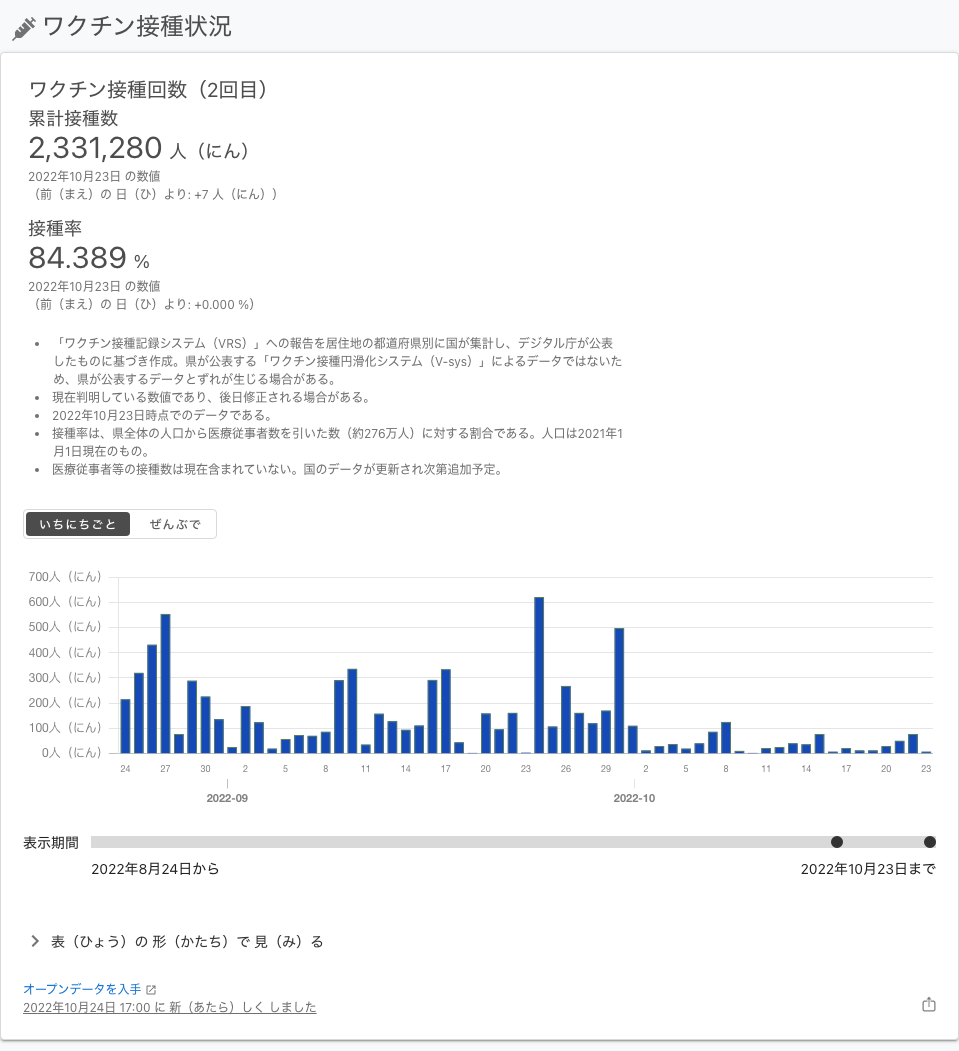 ワクチン接種状況
ワクチン接種回数（2回目）
累計接種数
2,331,280 人（にん）
2022年10月23日 の数値
（前（まえ）の 日（ひ）より: +7 人（にん））
接種率
84.389 %
2022年10月23日 の数値
（前（まえ）の 日（ひ）より: +0.000 %）
• 「ワクチン接種記録システム（VRS）」への報告を居住地の都道府県別に国が集計し、デジタル庁が公表
したものに基づき作成。県が公表する「ワクチン接種円滑化システム（V-sys）」によるデータではないた
め、県が公表するデータとずれが生じる場合がある。
• 現在判明している数値であり、後日修正される場合がある。
• 2022年10月23日時点でのデータである。
• 接種率は、県全体の人口から医療従事者数を引いた数（約276万人）に対する割合である。人口は2021年1
月1日現在のもの。
• 医療従事者等の接種数は現在含まれていない。国のデータが更新され次第追加予定。
いちにちごと ぜんぶで
700人（にん）
600人（にん）
500人（にん）
400人（にん）
300人（にん）
200人（にん）
100人（にん）
0人（にん）
24 27 30 2 5 8 11 14 17 20 23 26 29 2 5 8 11 14 17 20 23
2022-09 2022-10
表示期間
2022年8月24日から 2022年10月23日まで
表（ひょう）の 形（かたち）で 見（み）る
オープンデータを入手
2022年10月24日 17:00 に 新（あたら）しく しました